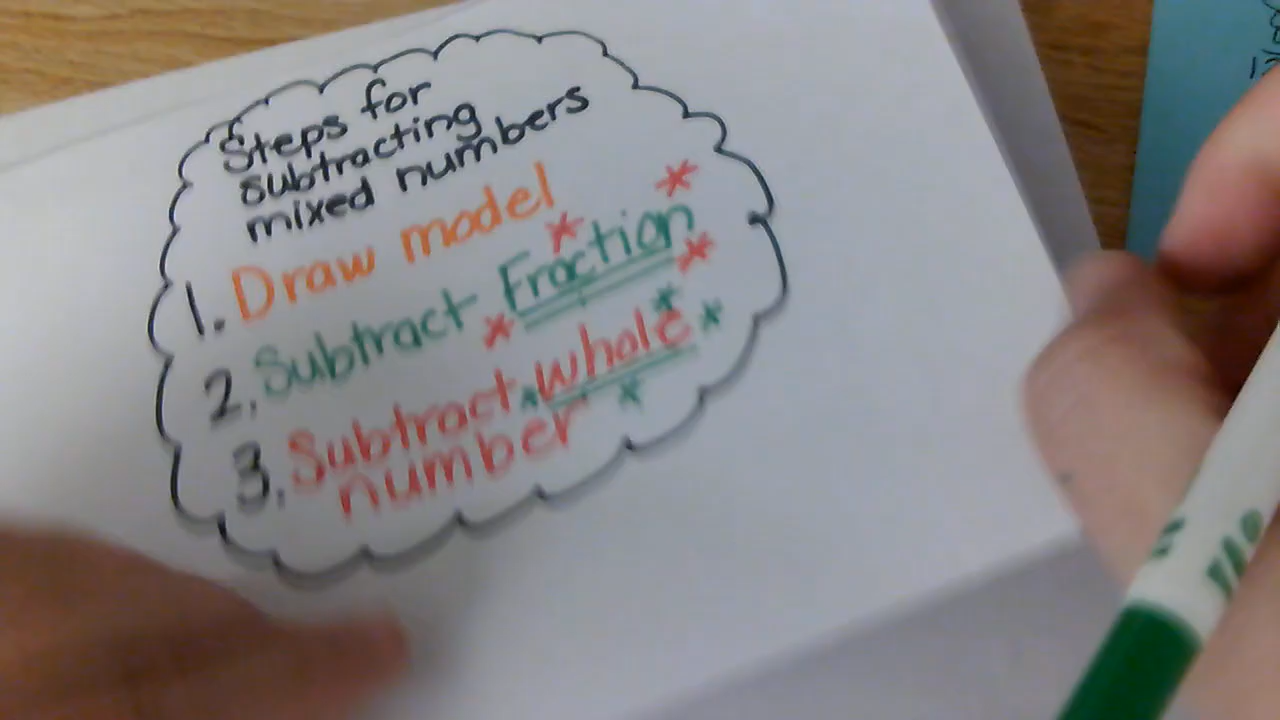 Steps for
subtracting
mixed numbers
1. Draw model
2. Subtract Fraction
3. Subtract whole
number